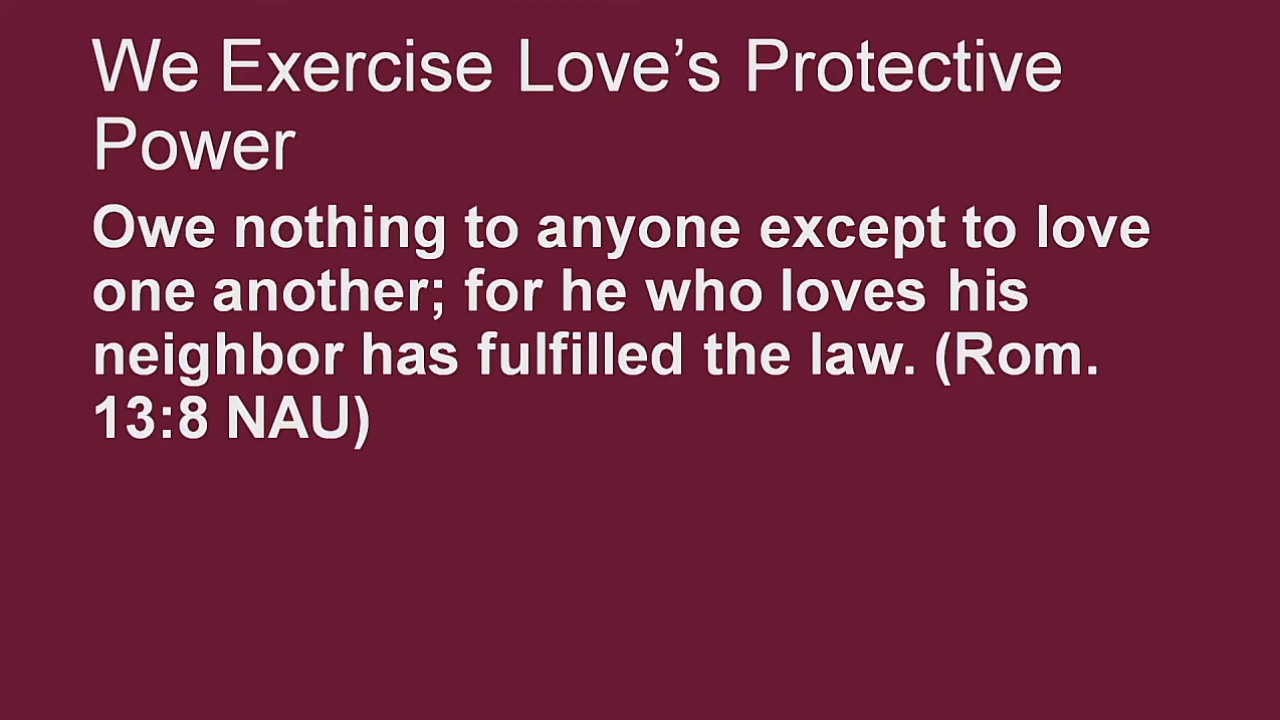 We Exercise Love’s Protective
Power
Owe nothing to anyone except to love
one another; for he who loves his
neighbor has fulfilled the law. (Rom.
13:8 NAU)